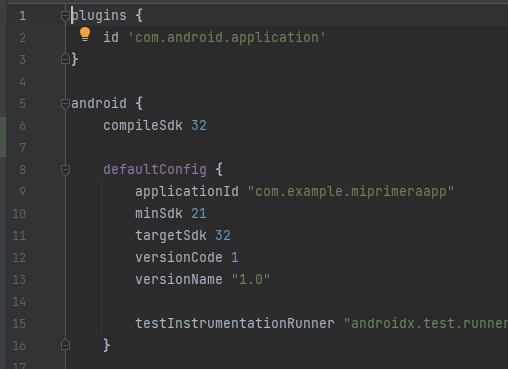 1 plugins {
2 id 'com.android.application'
3 }
4
5 android {
6 compileSdk 32
7
8 defaultConfig {
9 applicationId "com.example.miprimeraapp"
10 minSdk 21
11 targetSdk 32
12 versionCode 1
13 versionName "1.0"
14
15 testInstrumentationRunner "androidx.test.runner
16 }
17